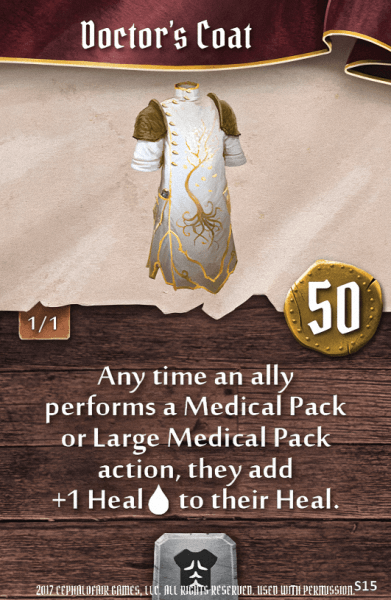 Doctor's Coat
50
1/1
Any time an ally
performs a Medical Pack
or Large Medical Pack
action, they add
+1 Heal to their Heal.
2017 CEPHALOFAIR GAMES, LLC. ALL RIGHTS RESERVED. USED WITH PERMISSION. S15